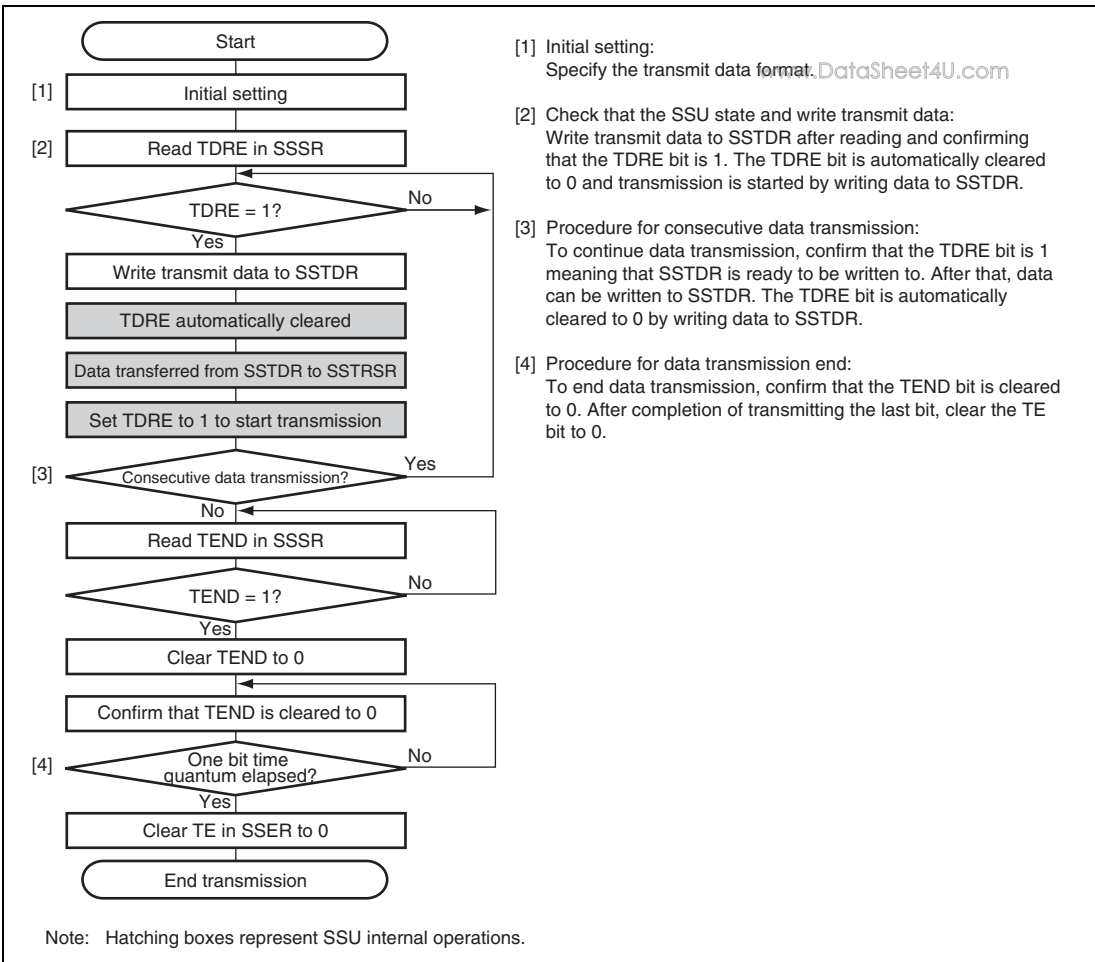 Start
[1] Initial setting
[2] Read TDRE in SSSR
TDRE = 1?
No
Yes
Write transmit data to SSTDR
TDRE automatically cleared
Data transferred from SSTDR to SSTRSR
Set TDRE to 1 to start transmission
[3] Consecutive data transmission?
Yes
No
Read TEND in SSSR
TEND = 1?
No
Yes
Clear TEND to 0
Confirm that TEND is cleared to 0
[4] One bit time
quantum elapsed?
No
Yes
Clear TE in SSER to 0
End transmission
[1] Initial setting:
Specify the transmit data format.
www.DataSheet4U.com
[2] Check that the SSU state and write transmit data:
Write transmit data to SSTDR after reading and confirming
that the TDRE bit is 1. The TDRE bit is automatically cleared
to 0 and transmission is started by writing data to SSTDR.
[3] Procedure for consecutive data transmission:
To continue data transmission, confirm that the TDRE bit is 1
meaning that SSTDR is ready to be written to. After that, data
can be written to SSTDR. The TDRE bit is automatically
cleared to 0 by writing data to SSTDR.
[4] Procedure for data transmission end:
To end data transmission, confirm that the TEND bit is cleared
to 0. After completion of transmitting the last bit, clear the TE
bit to 0.
Note: Hatching boxes represent SSU internal operations.